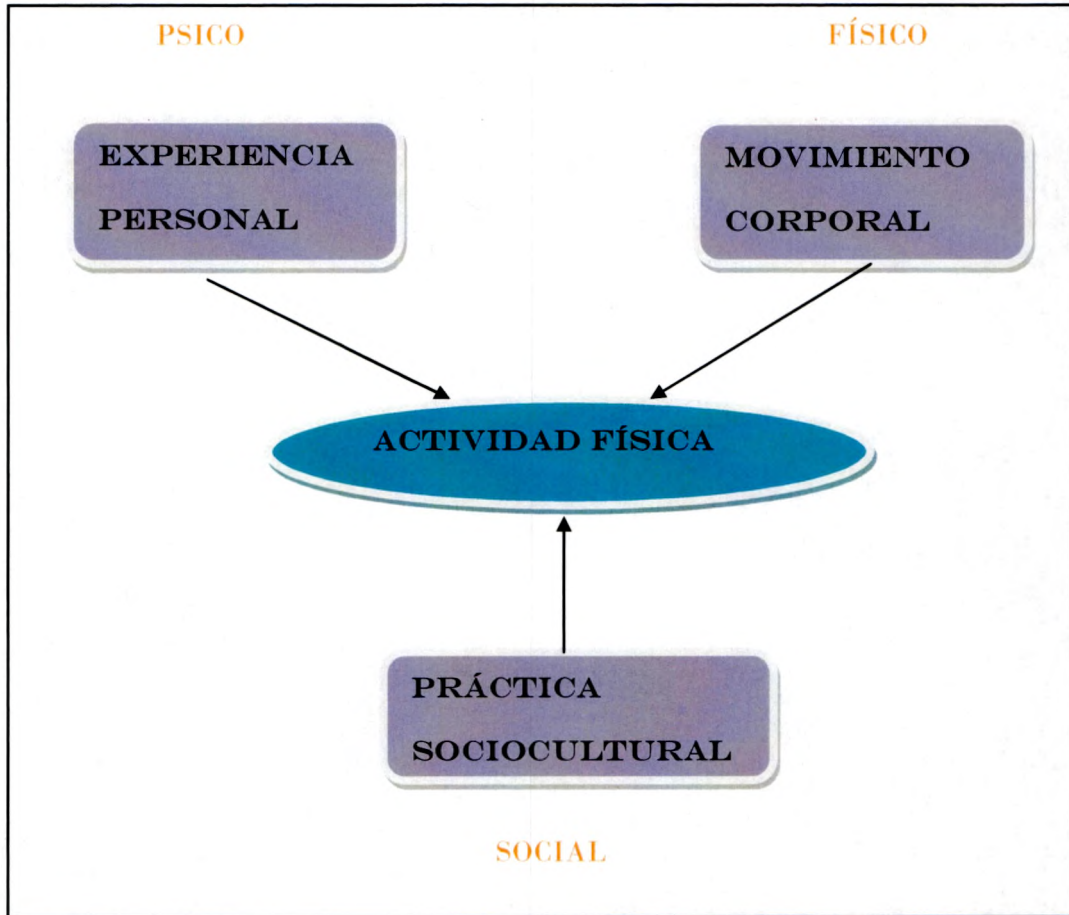 PSICO
FÍSICO
EXPERIENCIA
PERSONAL
MOVIMIENTO
CORPORAL
ACTIVIDAD FÍSICA
PRÁCTICA
SOCIOCULTURAL
SOCIAL